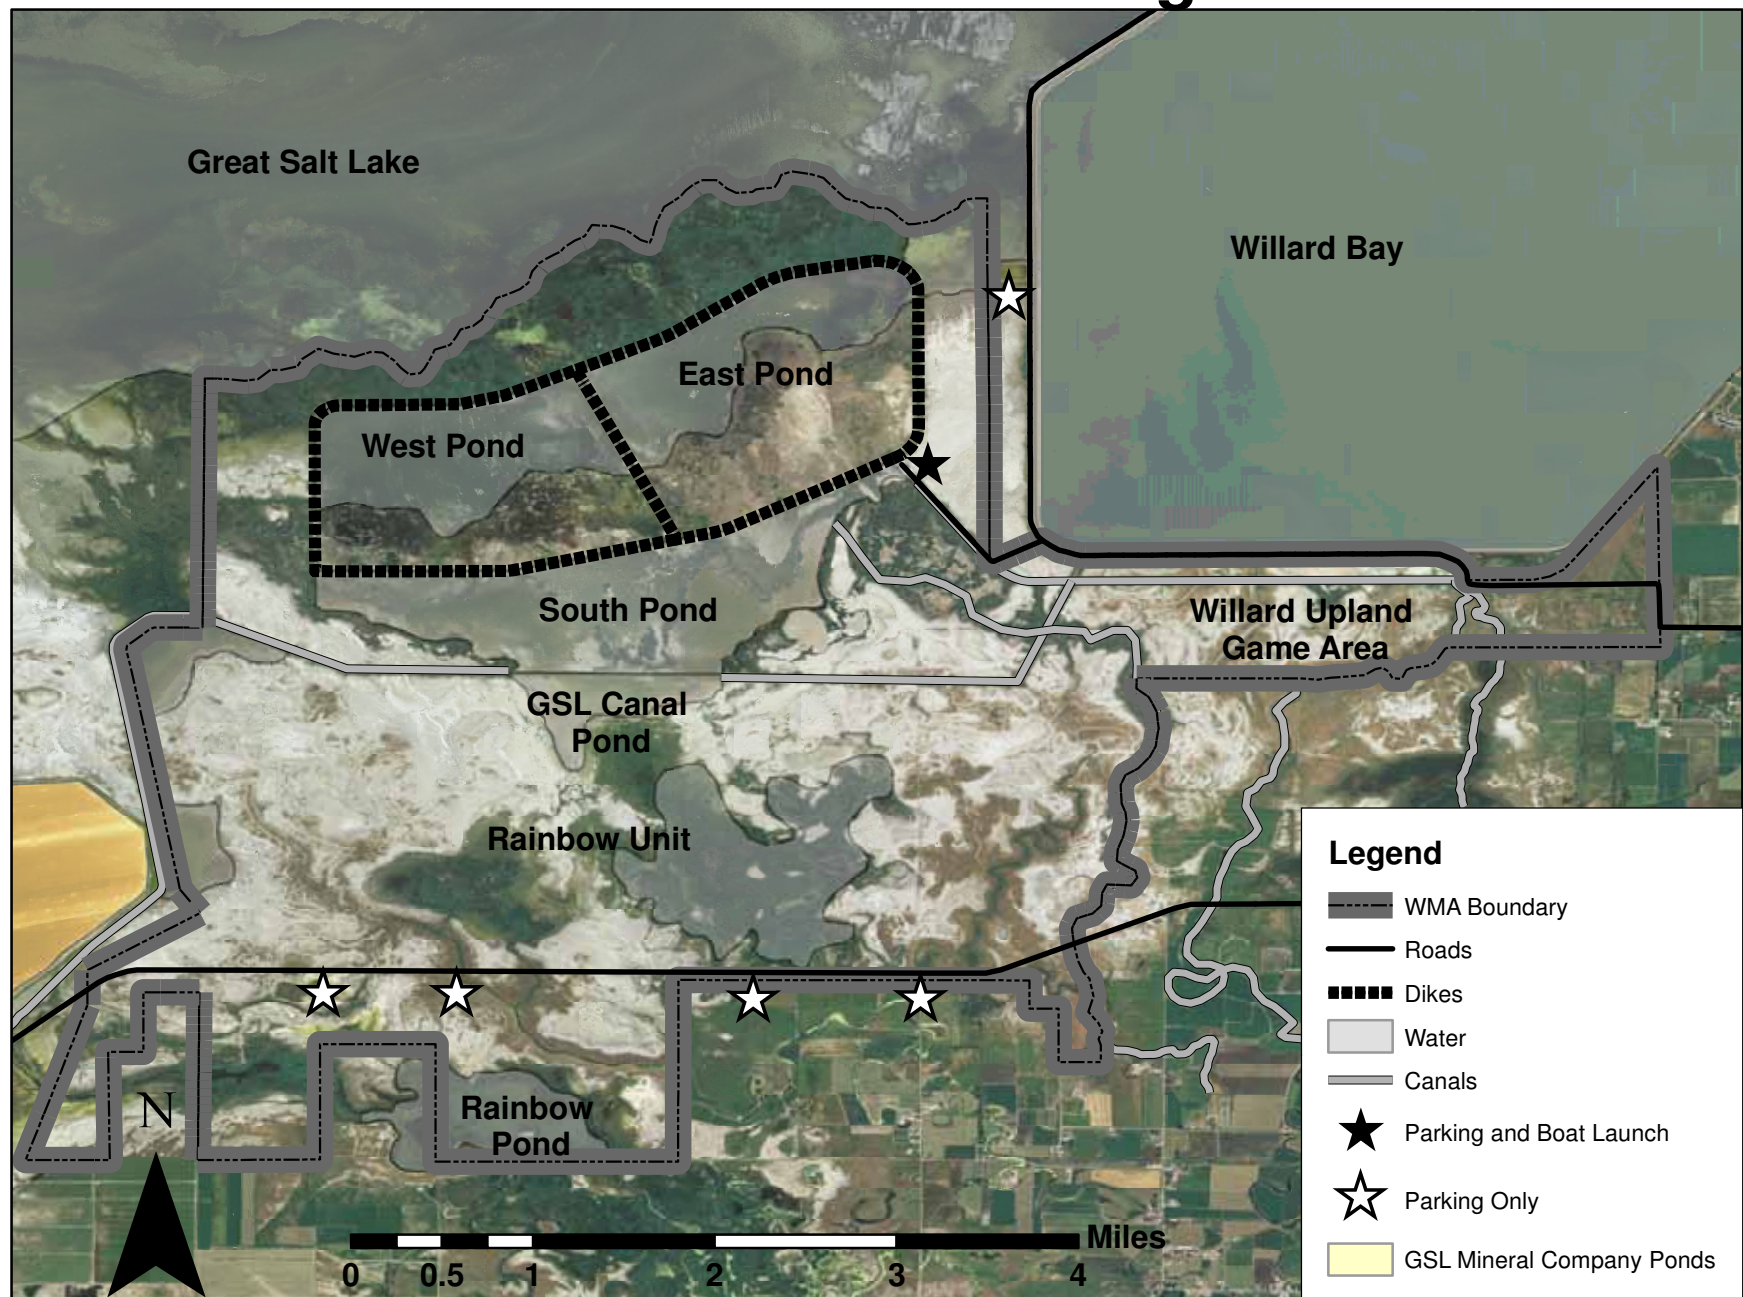 Great Salt Lake
Willard Bay
East Pond
West Pond
South Pond
Willard Upland
Game Area
GSL Canal
Pond
Rainbow Unit
Rainbow
Pond
N
Miles
0 0.5 1 2 3 4
Legend
WMA Boundary
Roads
Dikes
Water
Canals
Parking and Boat Launch
Parking Only
GSL Mineral Company Ponds